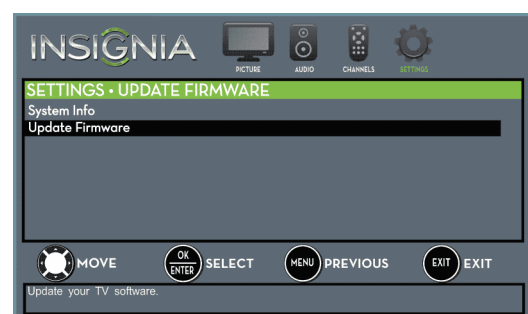 INSIGNIA
PICTURE AUDIO CHANNELS SETTINGS
SETTINGS • UPDATE FIRMWARE
System Info
Update Firmware
MOVE OK ENTER SELECT MENU PREVIOUS EXIT EXIT
Update your TV software.